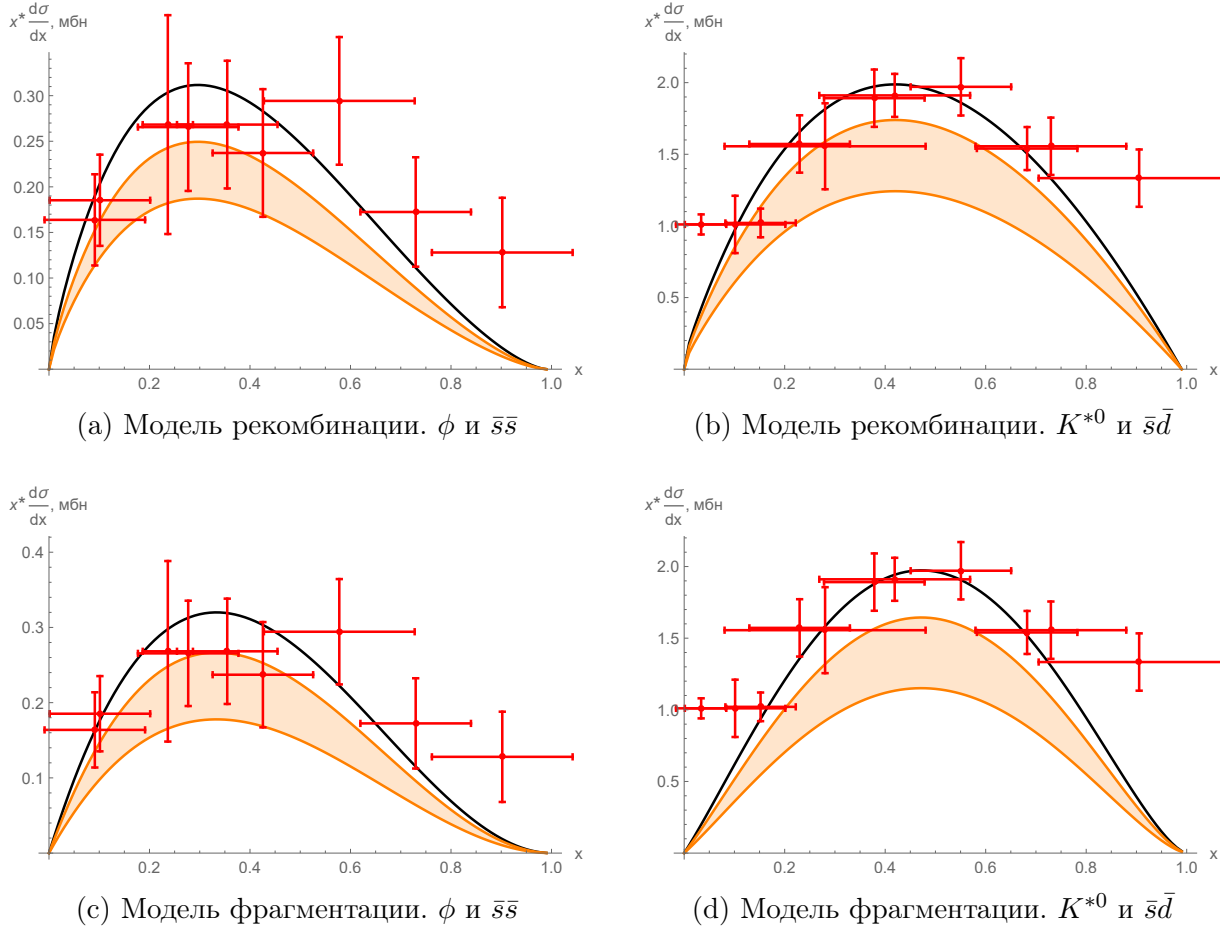 x* dσ/dx, мбн
0.30
0.25
0.20
0.15
0.10
0.05
0.2 0.4 0.6 0.8 1.0 x
(a) Модель рекомбинации. ϕ и s̄s̄
x* dσ/dx, мбн
2.0
1.5
1.0
0.5
0.2 0.4 0.6 0.8 1.0 x
(b) Модель рекомбинации. K*⁰ и s̄d̄
x* dσ/dx, мбн
0.4
0.3
0.2
0.1
0.2 0.4 0.6 0.8 1.0 x
(c) Модель фрагментации. ϕ и s̄s̄
x* dσ/dx, мбн
2.0
1.5
1.0
0.5
0.2 0.4 0.6 0.8 1.0 x
(d) Модель фрагментации. K*⁰ и s̄d̄